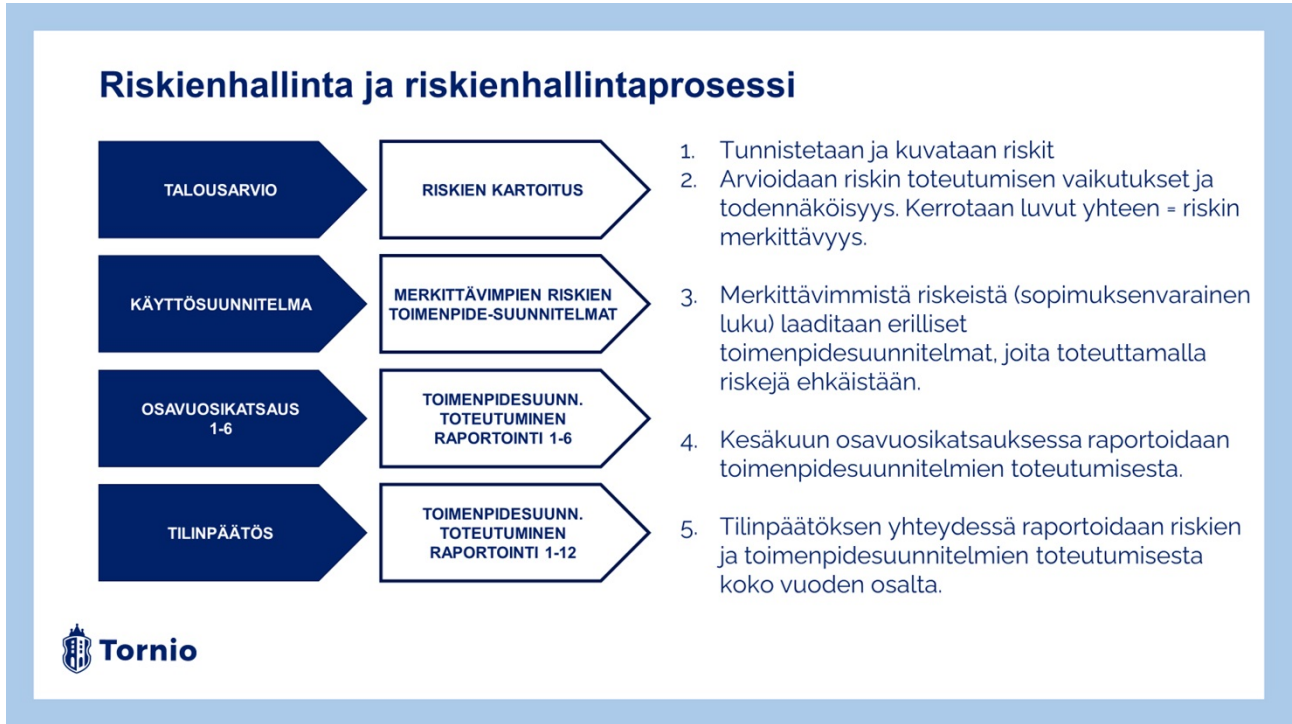 Riskienhallinta ja riskienhallintaprosessi
TALOUSARVIO
RISKIEN KARTOITUS
KÄYTTÖSUUNNITELMA
MERKITTÄVIMPIEN RISKIEN
TOIMENPIDE-SUUNNITELMAT
OSAVUOSIKATSAUS
1-6
TOIMENPIDESUUNN.
TOTEUTUMINEN
RAPORTOINTI 1-6
TILINPÄÄTÖS
TOIMENPIDESUUNN.
TOTEUTUMINEN
RAPORTOINTI 1-12
1. Tunnistetaan ja kuvataan riskit
2. Arvioidaan riskin toteutumisen vaikutukset ja
todennäköisyys. Kerrotaan luvut yhteen = riskin
merkittävyys.
3. Merkittävimmistä riskeistä (sopimuksenvarainen
luku) laaditaan erilliset
toimenpidesuunnitelmat, joita toteuttamalla
riskejä ehkäistään.
4. Kesäkuun osavuosikatsauksessa raportoidaan
toimenpidesuunnitelmien toteutumisesta.
5. Tilinpäätöksen yhteydessä raportoidaan riskien
ja toimenpidesuunnitelmien toteutumisesta
koko vuoden osalta.
Tornio